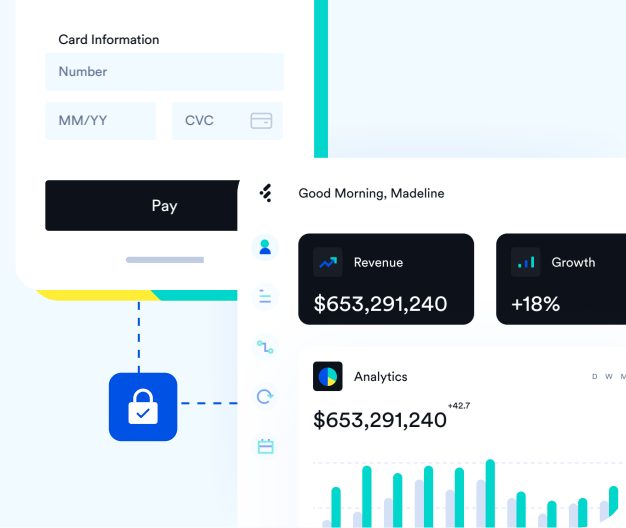 Card Information
Number
MM/YY
CVC
Pay
Good Morning, Madeline
Revenue
$653,291,240
Growth
+18%
Analytics
D W M
$653,291,240
+42.7